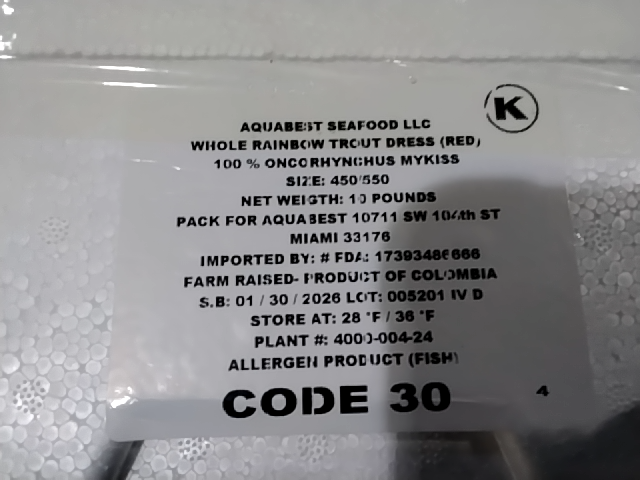 K
AQUABEST SEAFOOD LLC
WHOLE RAINBOW TROUT DRESS (RED)
100 % ONCORHYNCHUS MYKISS
SIZE: 450/550
NET WEIGTH: 10 POUNDS
PACK FOR AQUABEST 10711 SW 104th ST
MIAMI 33176
IMPORTED BY: # FDA: 17393486666
FARM RAISED- PRODUCT OF COLOMBIA
S.B: 01 / 30 / 2026 LOT: 005201 IV D
STORE AT: 28 °F / 36 °F
PLANT #: 4000-004-24
ALLERGEN PRODUCT (FISH)
CODE 30
4